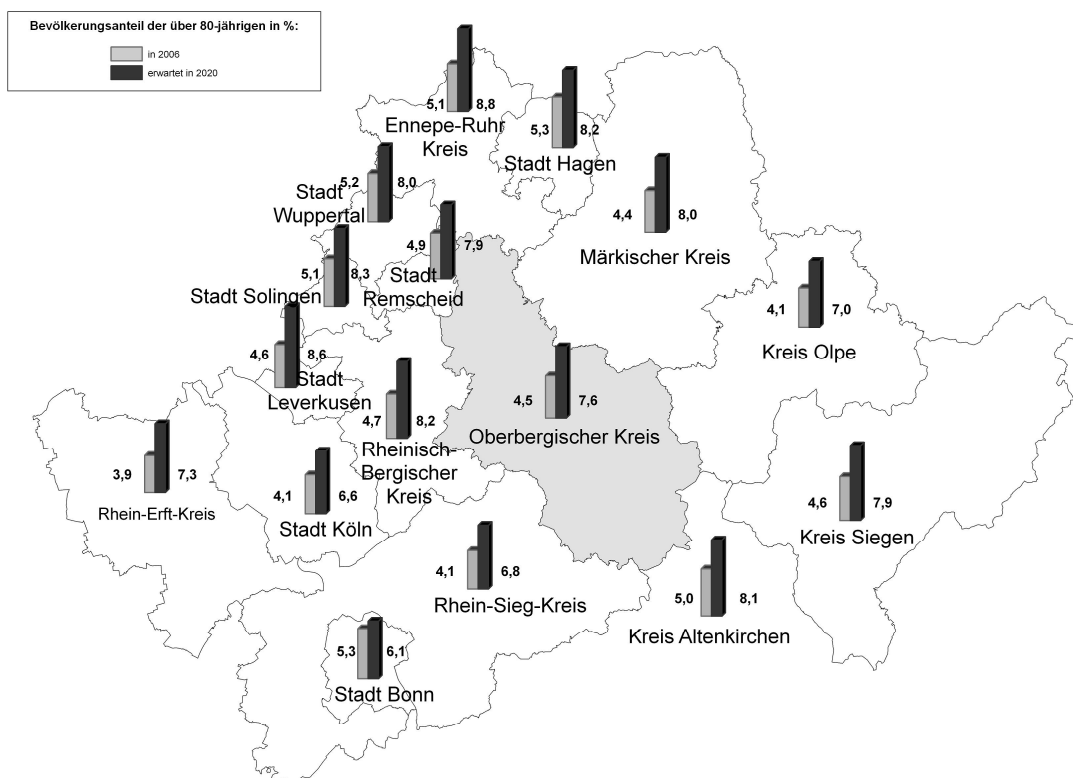 Bevölkerungsanteil der über 80-jährigen in %:
in 2006
erwartet in 2020
5,1 8,8
Ennepe-Ruhr
Kreis
5,3 8,2
Stadt Hagen
5,2 8,0
Stadt
Wuppertal
4,4 8,0
Märkischer Kreis
4,9 7,9
Stadt
Remscheid
5,1 8,3
Stadt Solingen
4,1 7,0
Kreis Olpe
4,6 8,6
Stadt
Leverkusen
4,5 7,6
Oberbergischer Kreis
4,7 8,2
Rheinisch-
Bergischer
Kreis
3,9 7,3
Rhein-Erft-Kreis
4,1 6,6
Stadt Köln
4,6 7,9
Kreis Siegen
4,1 6,8
Rhein-Sieg-Kreis
5,0 8,1
Kreis Altenkirchen
5,3 6,1
Stadt Bonn